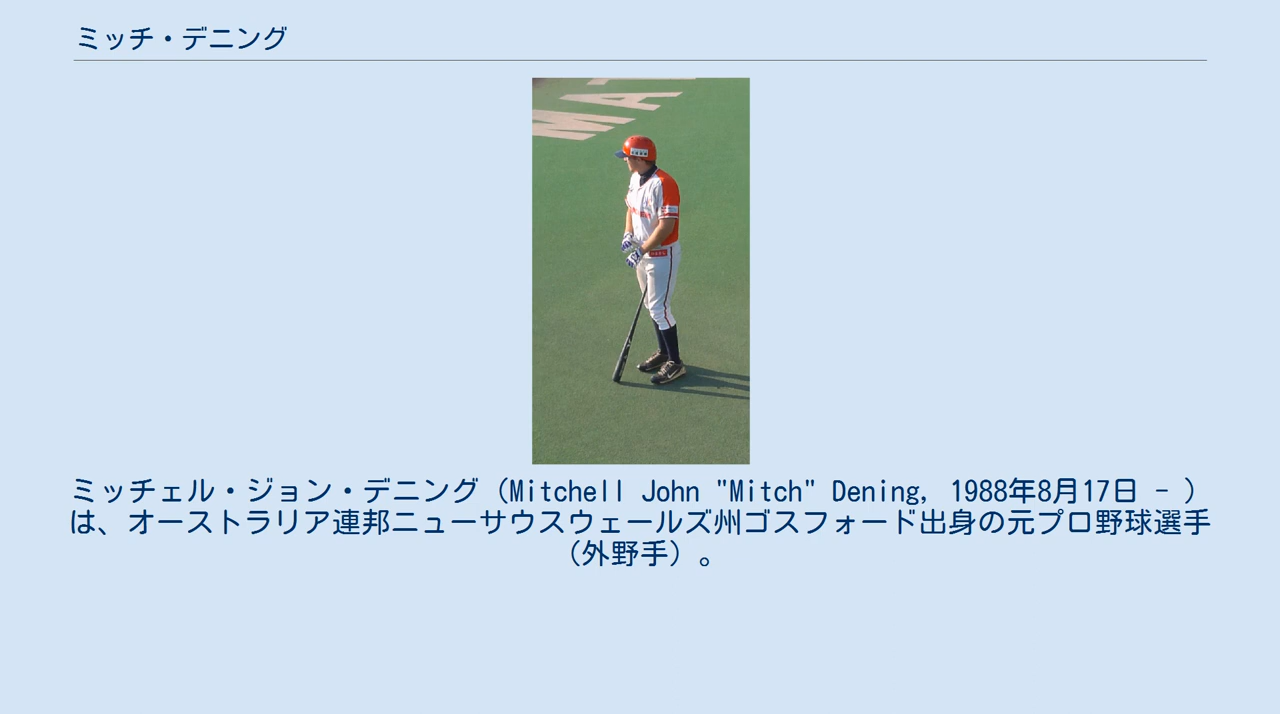 ミッチ・デニング
MA
ミッチェル・ジョン・デニング（Mitchell John "Mitch" Dening, 1988年8月17日 - ）
は、オーストラリア連邦ニューサウスウェールズ州ゴスフォード出身の元プロ野球選手
（外野手）。